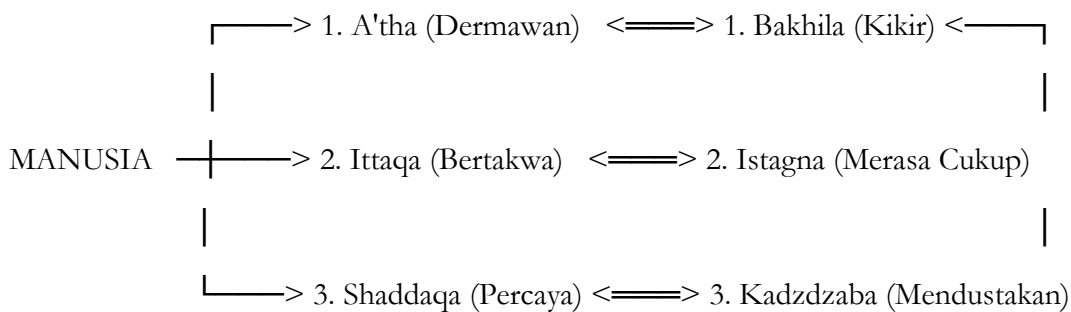 1. A'tha (Dermawan) <═══> 1. Bakhila (Kikir) <
MANUSIA > 2. Ittaqa (Bertakwa) <═══> 2. Istagna (Merasa Cukup)
> 3. Shaddaqa (Percaya) <═══> 3. Kadzdzaba (Mendustakan)